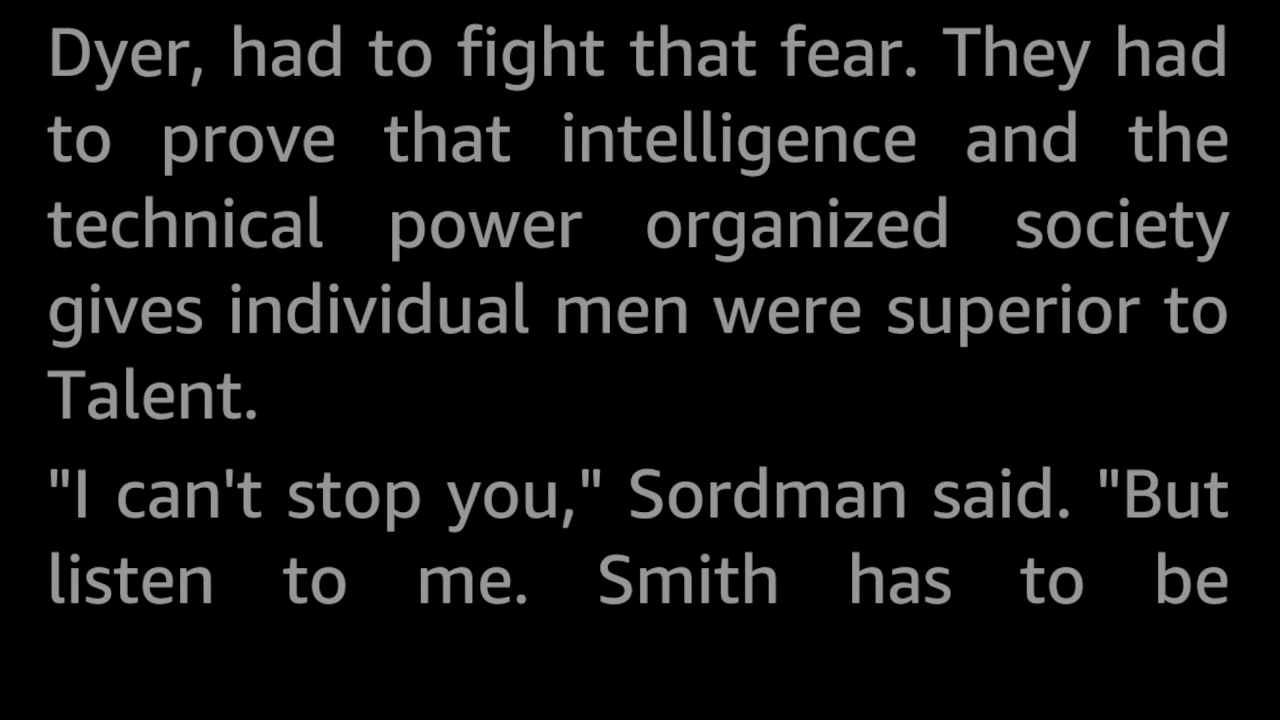 Dyer, had to fight that fear. They had
to prove that intelligence and the
technical power organized society
gives individual men were superior to
Talent.
"I can't stop you," Sordman said. "But
listen to me. Smith has to be